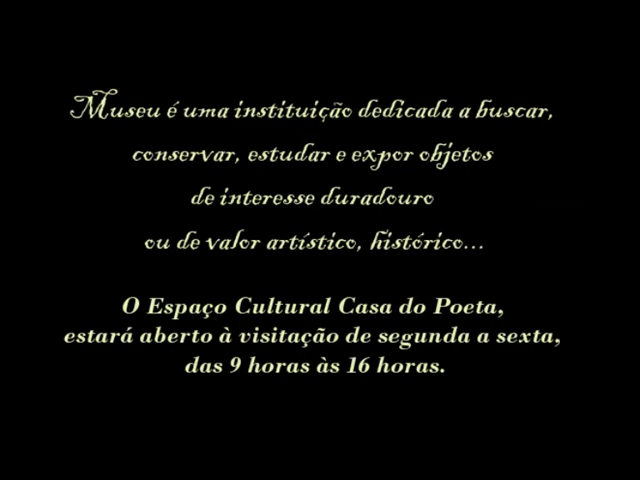 Museu é uma instituição dedicada a buscar,
conservar, estudar e expor objetos
de interesse duradouro
ou de valor artístico, histórico...
O Espaço Cultural Casa do Poeta,
estará aberto à visitação de segunda a sexta,
das 9 horas às 16 horas.